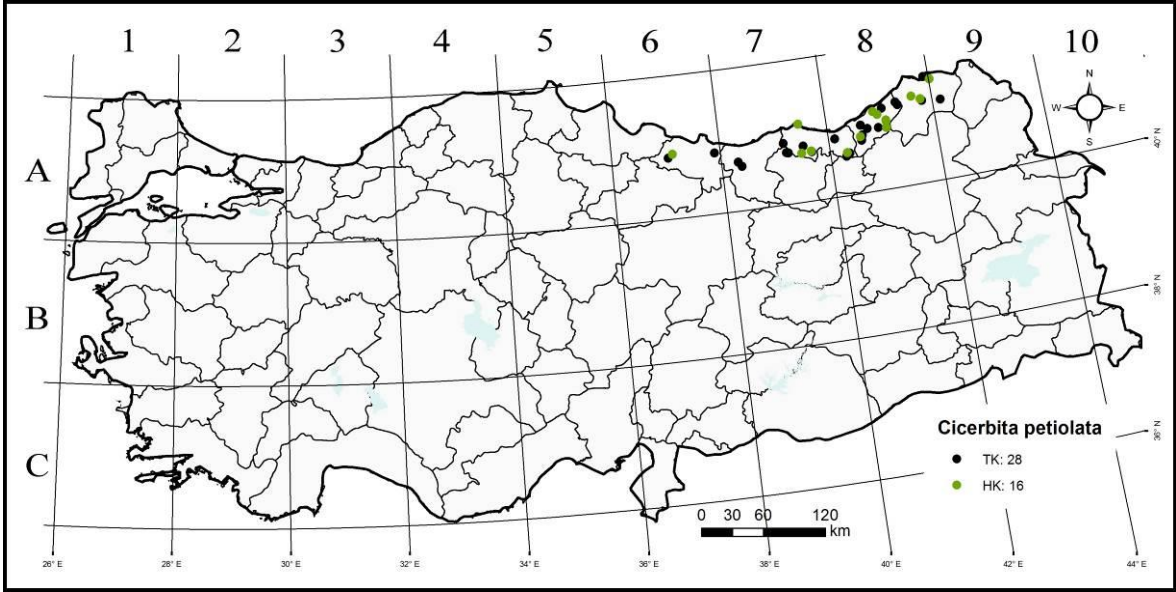 1 2 3 4 5 6 7 8 9 10
N
W E
S
40° N
A
38° N
B
36° N
Cicerbita petiolata
TK: 28
C
HK: 16
0 30 60 120
km
26° E 28° E 30° E 32° E 34° E 36° E 38° E 40° E 42° E 44° E